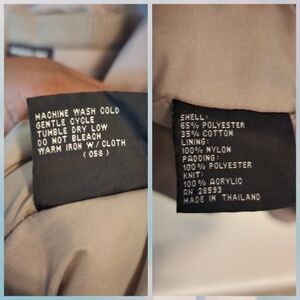 MACHINE WASH COLD
GENTLE CYCLE
TUMBLE DRY LOW
DO NOT BLEACH
WARM IRON W/ CLOTH
(058)
SHELL:
65% POLYESTER
35% COTTON
LINING:
100% NYLON
PADDING:
100% POLYESTER
KNIT:
100% ACRYLIC
RN 28593
MADE IN THAILAND